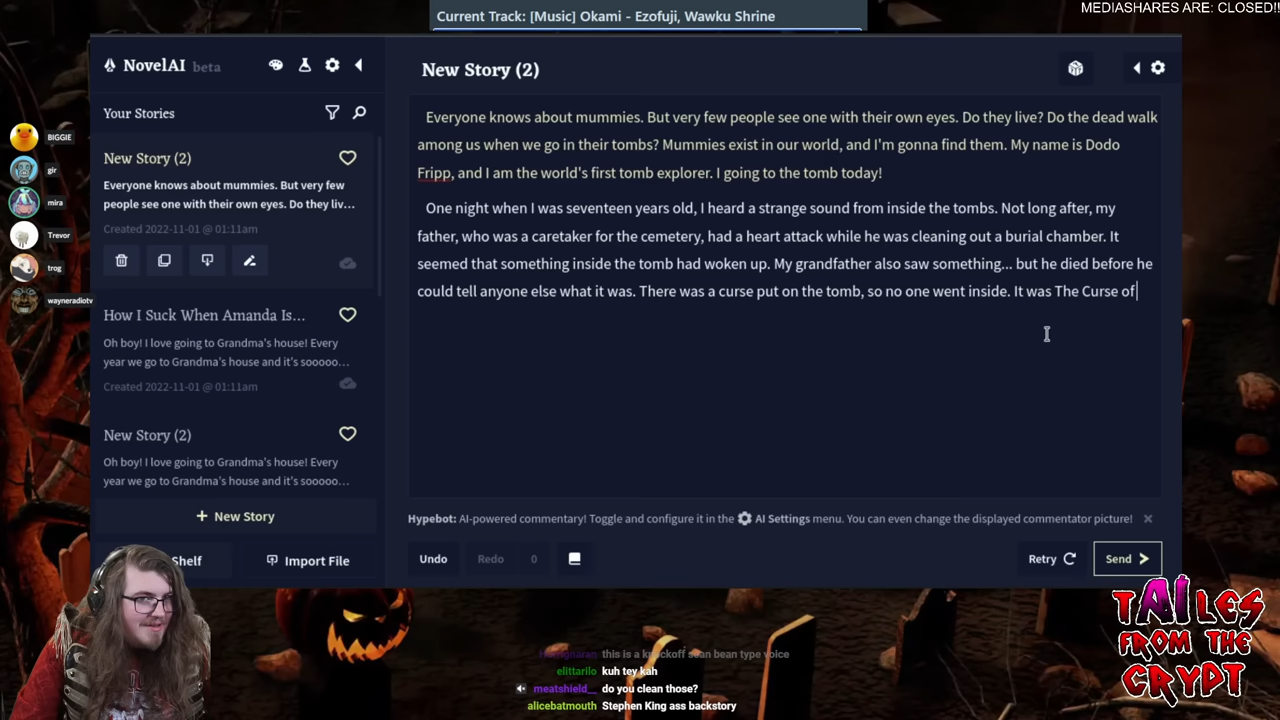 Current Track: [Music] Okami - Ezofuji, Wawku Shrine
MEDIASHARES ARE: CLOSED!!
NovelAI beta
New Story (2)
Your Stories
New Story (2)
Everyone knows about mummies. But very few
people see one with their own eyes. Do they liv...
Created 2022-11-01 @ 01:11am
How I Suck When Amanda Is...
Oh boy! I love going to Grandma's house! Every
year we go to Grandma's house and it's sooooo...
Created 2022-11-01 @ 01:11am
New Story (2)
Oh boy! I love going to Grandma's house! Every
year we go to Grandma's house and it's sooooo...
+ New Story
Shelf
Import File
BIGGIE
gir
mira
Trevor
trog
wayneradiotv
Everyone knows about mummies. But very few people see one with their own eyes. Do they live? Do the dead walk
among us when we go in their tombs? Mummies exist in our world, and I'm gonna find them. My name is Dodo
Fripp, and I am the world's first tomb explorer. I going to the tomb today!
One night when I was seventeen years old, I heard a strange sound from inside the tombs. Not long after, my
father, who was a caretaker for the cemetery, had a heart attack while he was cleaning out a burial chamber. It
seemed that something inside the tomb had woken up. My grandfather also saw something... but he died before he
could tell anyone else what it was. There was a curse put on the tomb, so no one went inside. It was The Curse of
Hypebot: AI-powered commentary! Toggle and configure it in the AI Settings menu. You can even change the displayed commentator picture!
Undo
Redo
0
Retry
Send
this is a knockoff sean bean type voice
elittarilo kuh tey kah
meatshield__ do you clean those?
alicebatmouth Stephen King ass backstory
TAILES
FROM THE
CRYPT